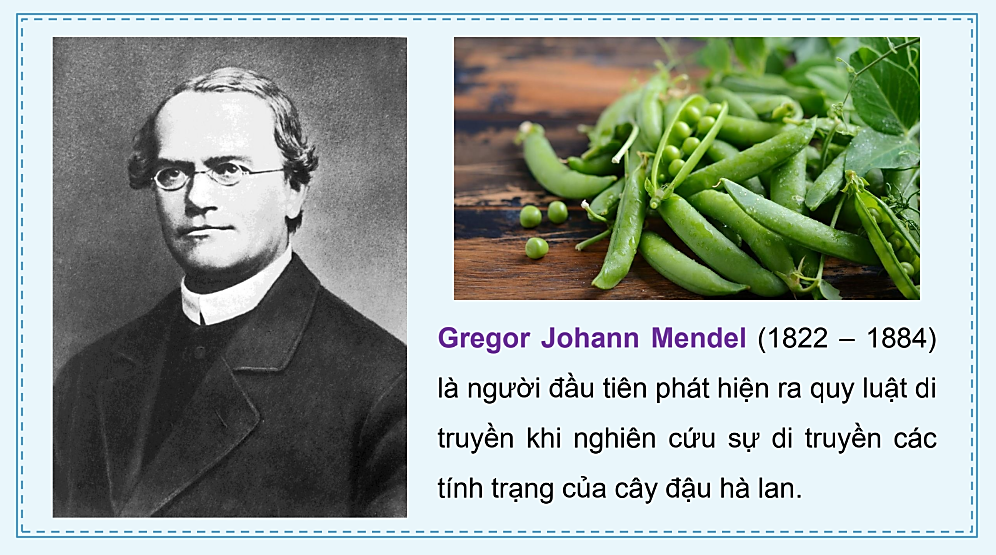 Gregor Johann Mendel (1822 – 1884)
là người đầu tiên phát hiện ra quy luật di
truyền khi nghiên cứu sự di truyền các
tính trạng của cây đậu hà lan.